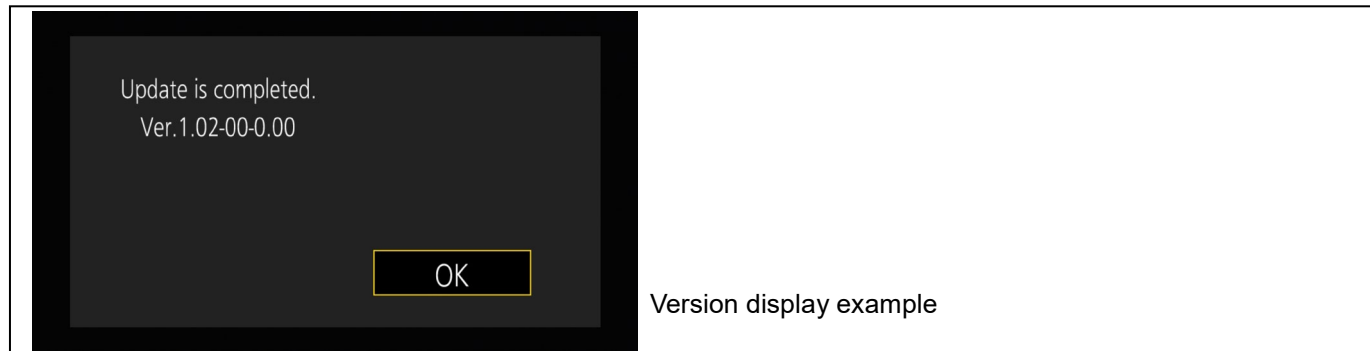 Update is completed.
Ver.1.02-00-0.00
OK
Version display example